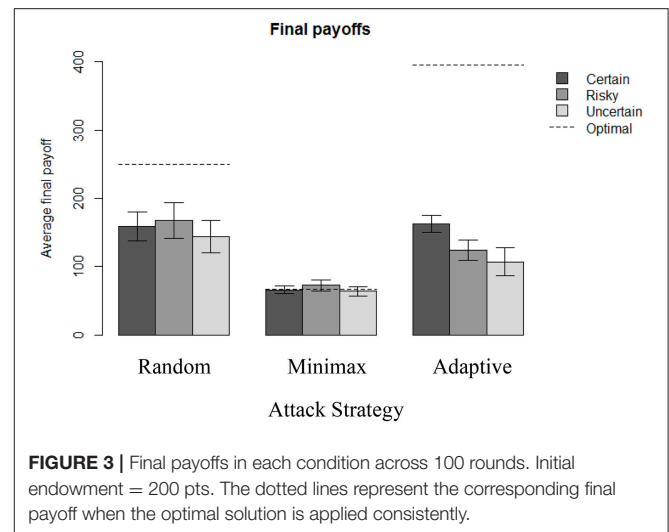 Final payoffs
400
300
200
100
0
Average final payoff
Certain
Risky
Uncertain
Optimal
Random Minimax Adaptive
Attack Strategy
FIGURE 3 | Final payoffs in each condition across 100 rounds. Initial
endowment = 200 pts. The dotted lines represent the corresponding final
payoff when the optimal solution is applied consistently.